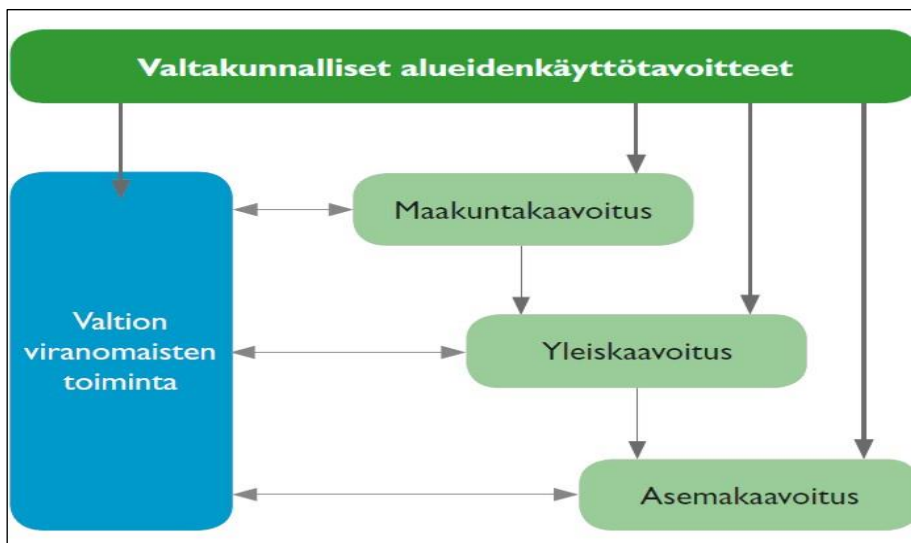 Valtakunnalliset alueidenkäyttötavoitteet
Maakuntakaavoitus
Valtion
viranomaisten
toiminta
Yleiskaavoitus
Asemakaavoitus